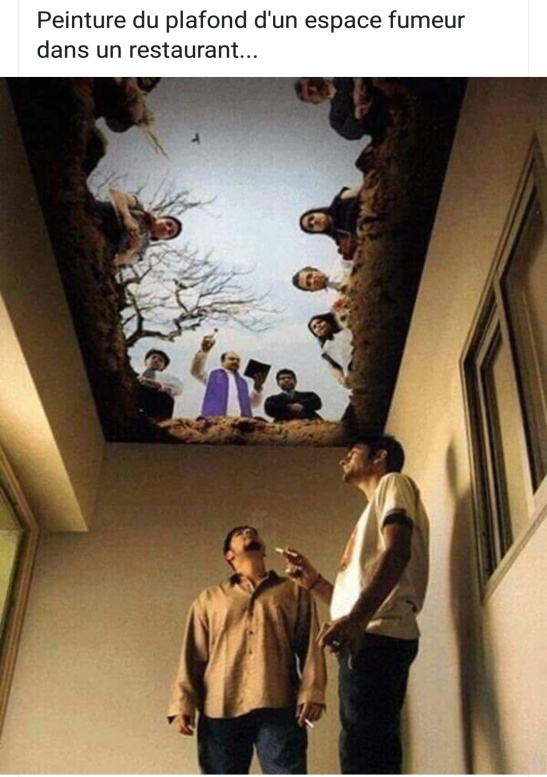 Peinture du plafond d'un espace fumeur
dans un restaurant...